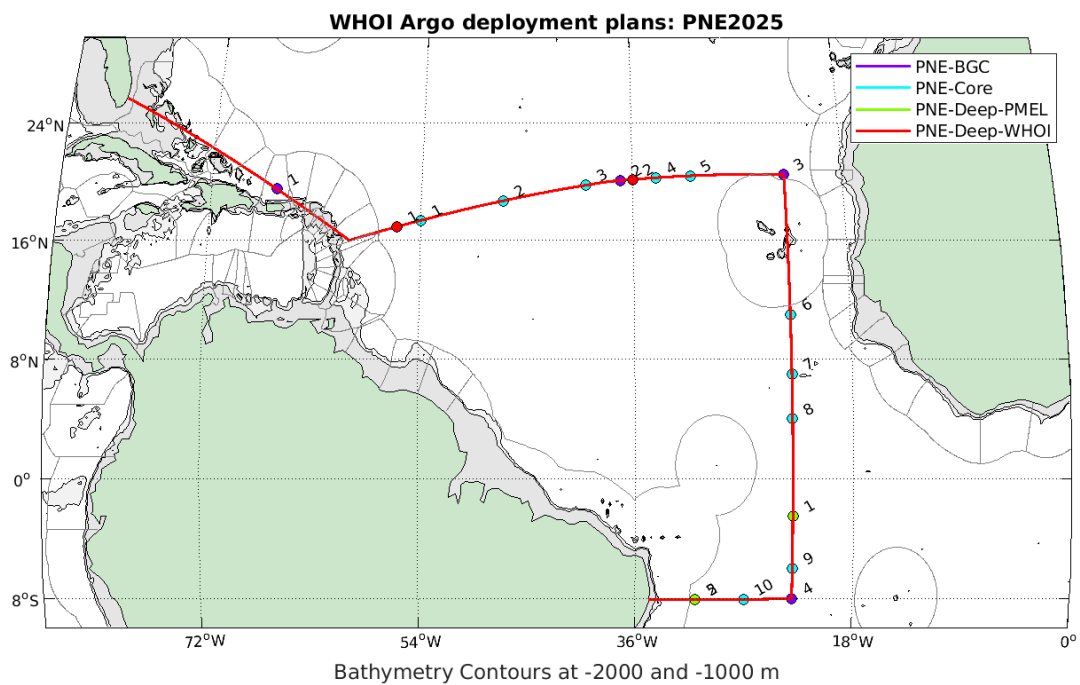 WHOI Argo deployment plans: PNE2025
PNE-BGC
PNE-Core
PNE-Deep-PMEL
PNE-Deep-WHOI
24°N
16°N
8°N
0°
8°S
1
1
1
2
3
2
2
4
5
3
6
7
8
1
9
4
10
72°W
54°W
36°W
18°W
0°
Bathymetry Contours at -2000 and -1000 m